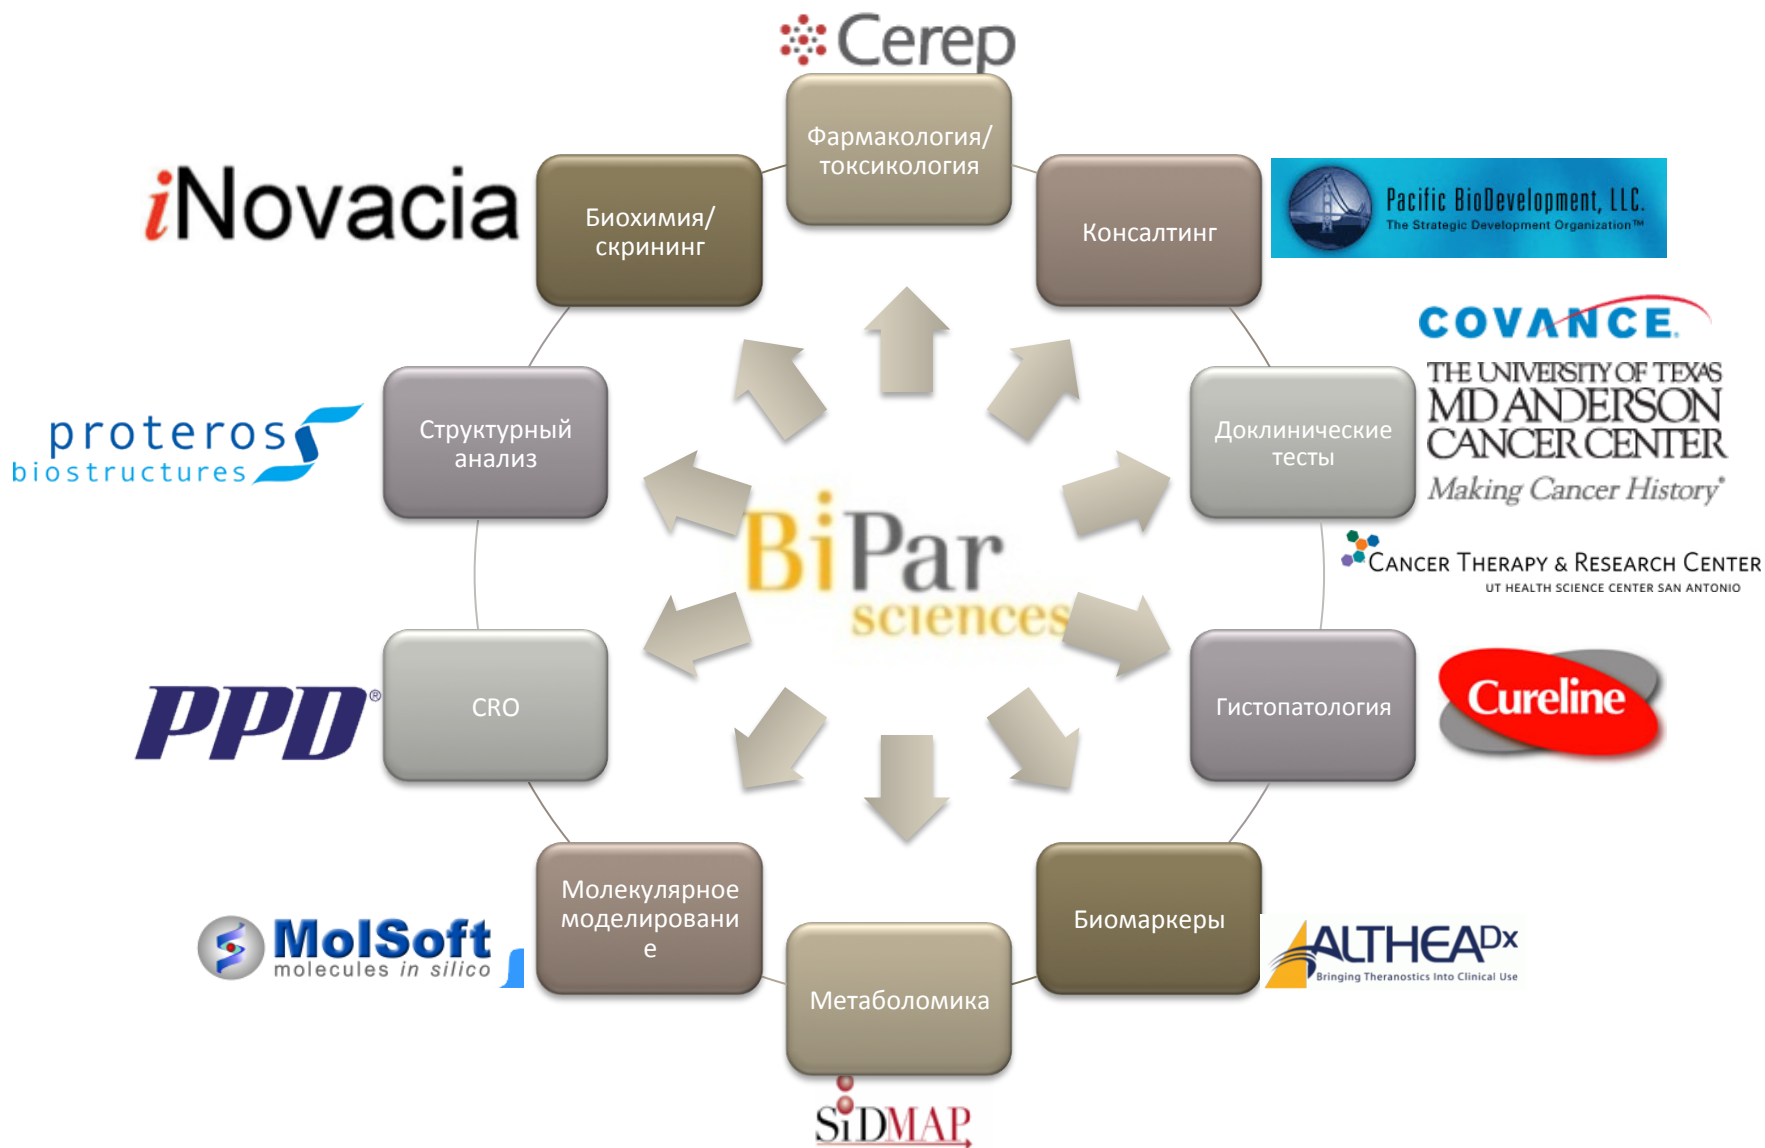 Cerep
Фармакология/
токсикология
iNovacia
Биохимия/
скрининг
Консалтинг
Pacific BioDevelopment, LLC.
The Strategic Development Organization™
COVANCE®
THE UNIVERSITY OF TEXAS
MD ANDERSON
CANCER CENTER
Making Cancer History®
proteros
biostructures
Структурный
анализ
Доклинические
тесты
BiPar
sciences
CANCER THERAPY & RESEARCH CENTER
UT HEALTH SCIENCE CENTER SAN ANTONIO
PPD®
CRO
Гистопатология
Cureline
MolSoft
molecules in silico
Молекулярное
моделировани
е
Биомаркеры
ALTHEADx
Bringing Theranostics Into Clinical Use
Метаболомика
SiDMAP